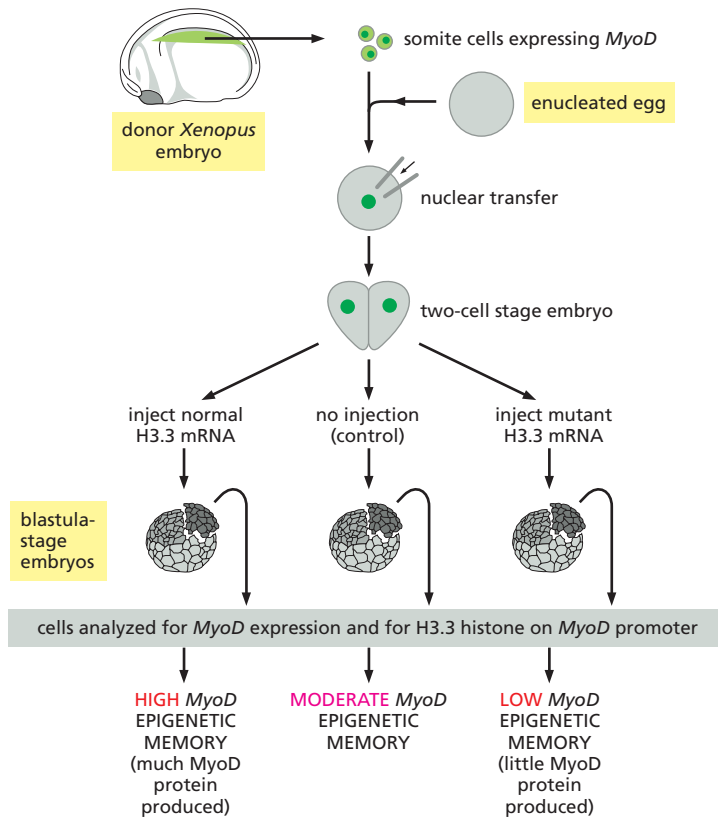 somite cells expressing MyoD
enucleated egg
donor Xenopus
embryo
nuclear transfer
two-cell stage embryo
inject normal
H3.3 mRNA
no injection
(control)
inject mutant
H3.3 mRNA
blastula-
stage
embryos
cells analyzed for MyoD expression and for H3.3 histone on MyoD promoter
HIGH MyoD
EPIGENETIC
MEMORY
(much MyoD
protein
produced)
MODERATE MyoD
EPIGENETIC
MEMORY
LOW MyoD
EPIGENETIC
MEMORY
(little MyoD
protein
produced)